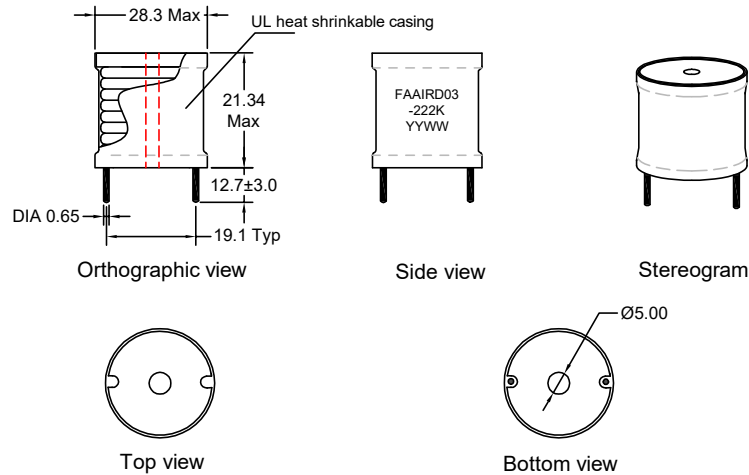 28.3 Max
UL heat shrinkable casing
21.34
Max
12.7±3.0
DIA 0.65
19.1 Typ
Orthographic view
FAAIRD03
-222K
YYWW
Side view
Stereogram
Top view
Ø5.00
Bottom view